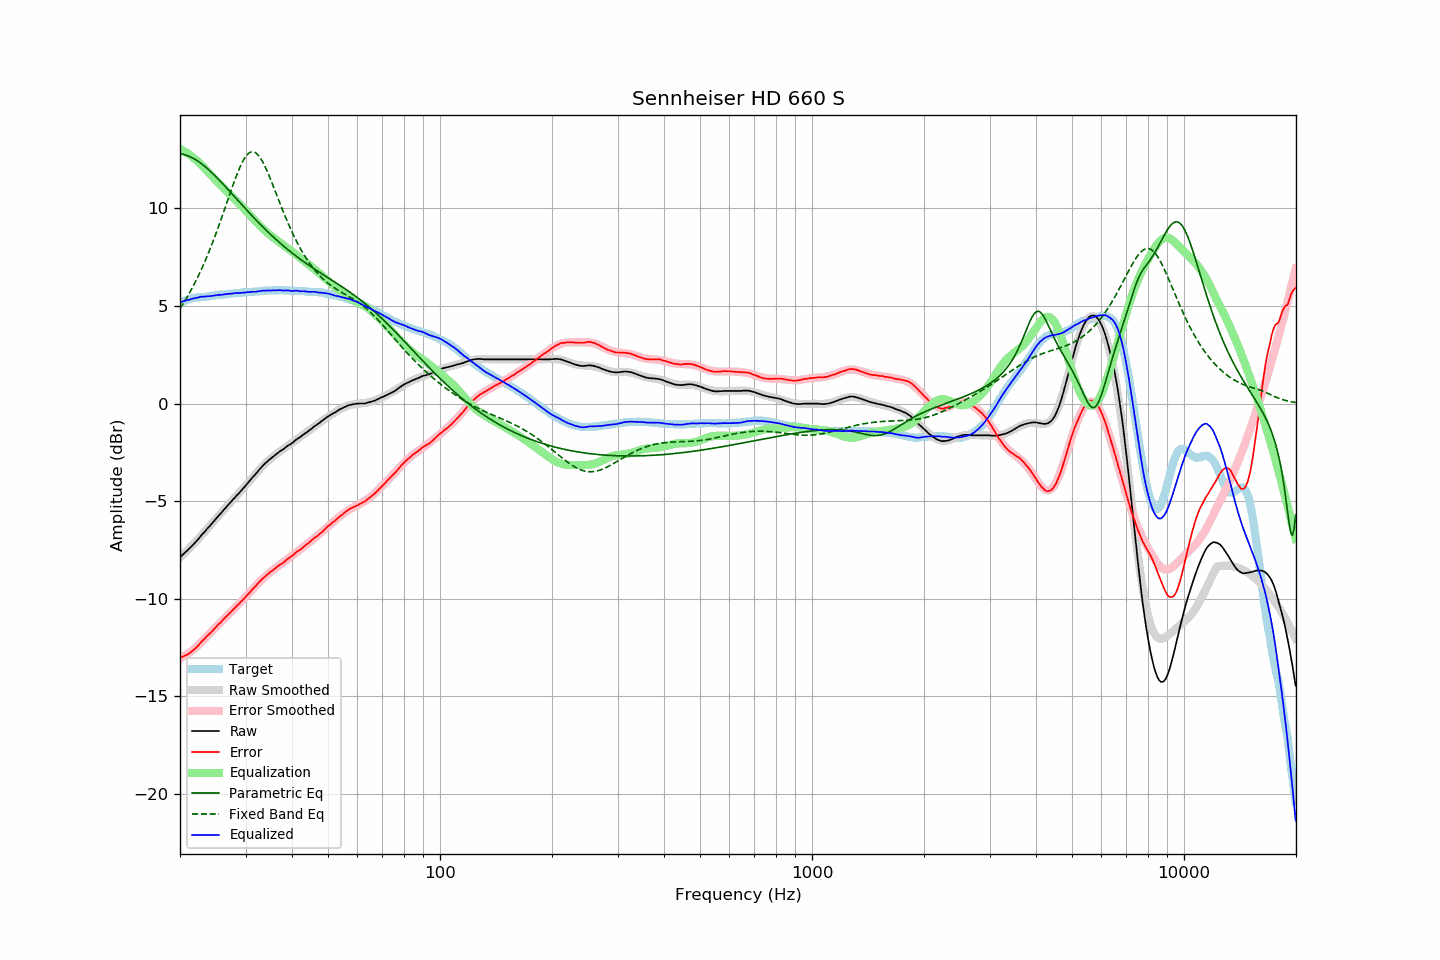 Sennheiser HD 660 S
Amplitude (dBr)
10
5
0
−5
−10
−15
−20
Target
Raw Smoothed
Error Smoothed
Raw
Error
Equalization
Parametric Eq
Fixed Band Eq
Equalized
100
1000
10000
Frequency (Hz)